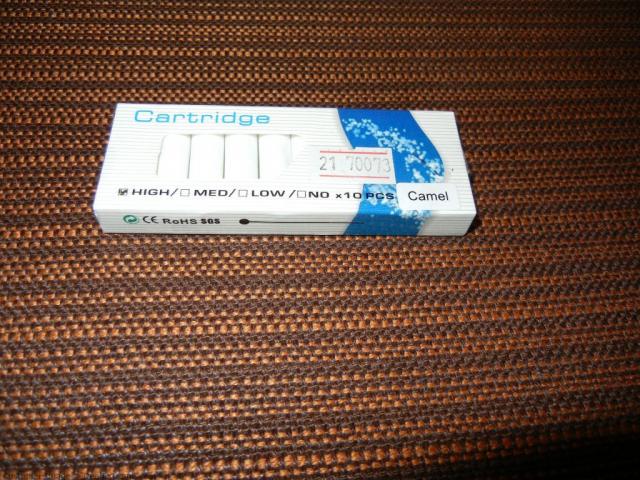 Cartridge
21 70073
HIGH/ MED/ LOW /NO x10 PCS
Camel
CE RoHS SGS